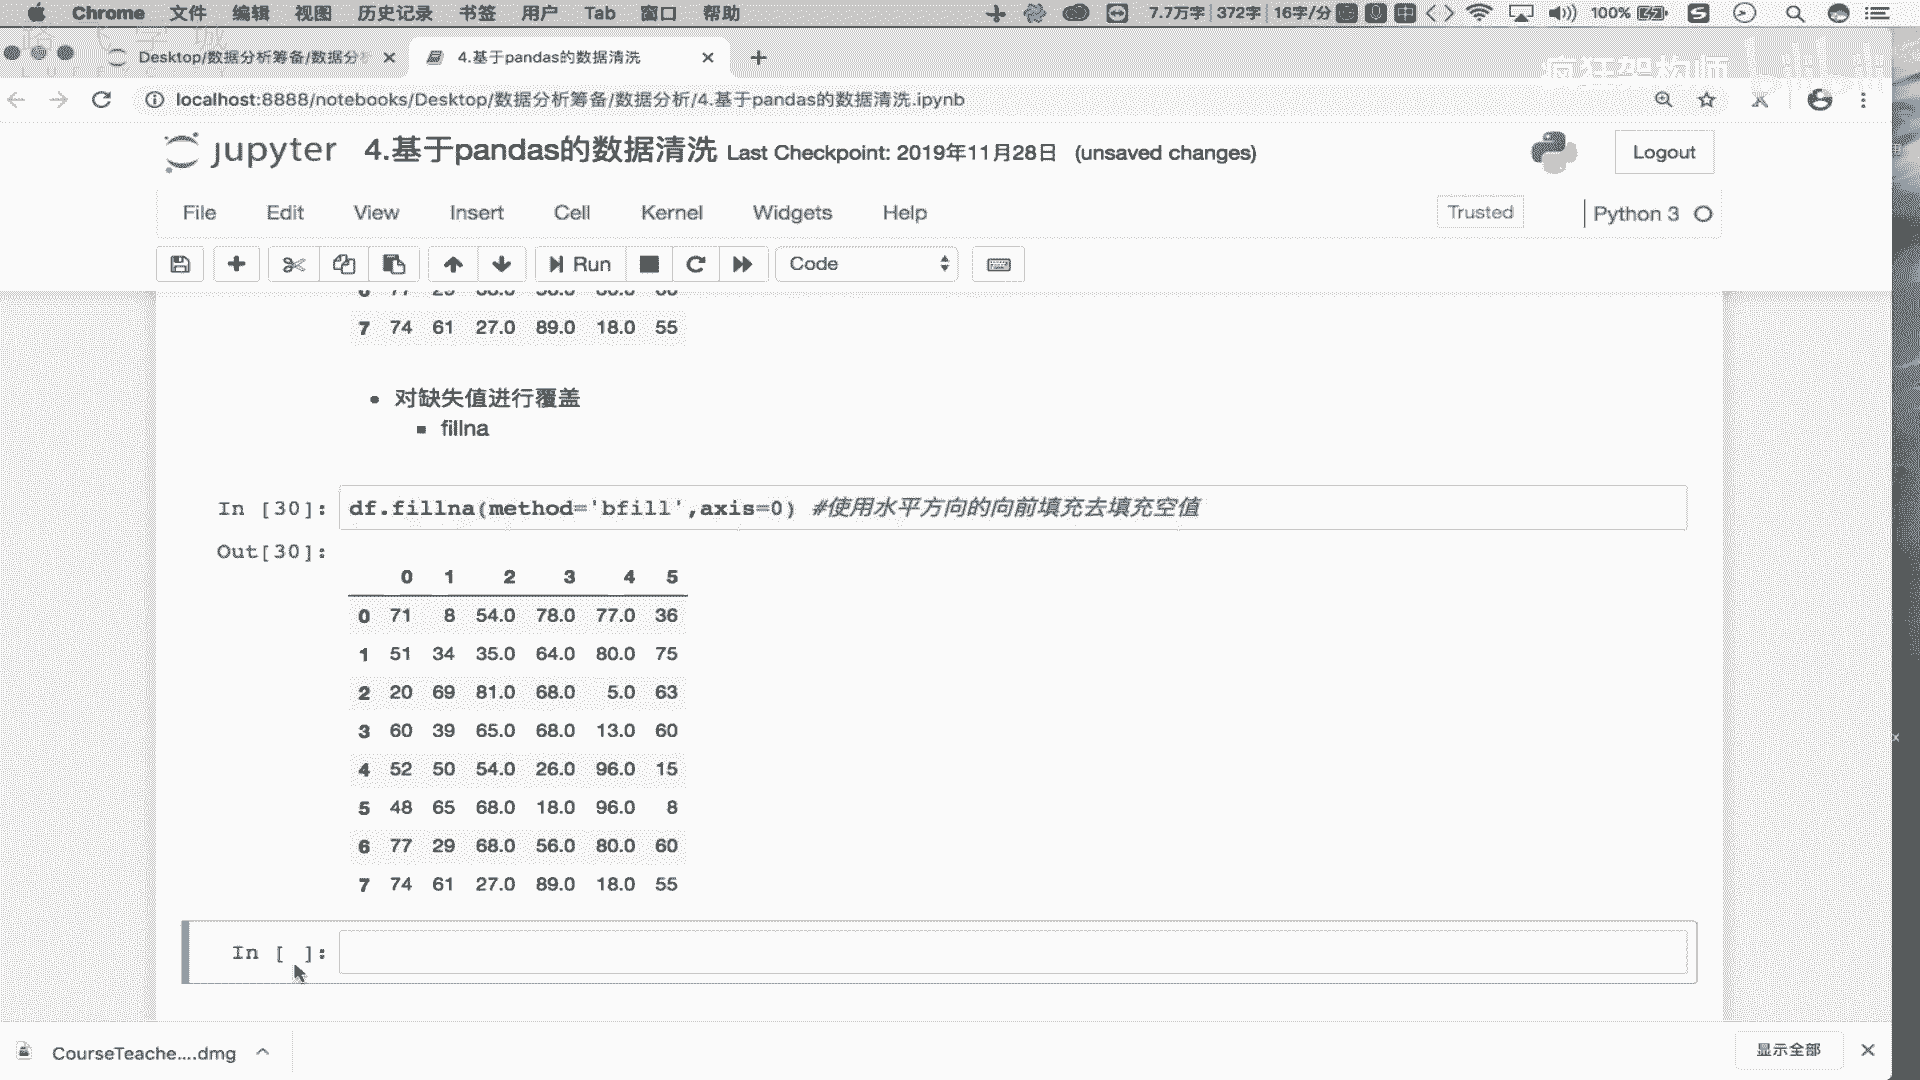 Chrome 文件 编辑 视图 历史记录 书签 用户 Tab 窗口 帮助 7.7万字 372字 16字/分 100%
Desktop/数据分析筹备/数据分
4.基于pandas的数据清洗
疯狂架构师
localhost:8888/notebooks/Desktop/数据分析筹备/数据分析/4.基于pandas的数据清洗.ipynb
jupyter 4.基于pandas的数据清洗 Last Checkpoint: 2019年11月28日 (unsaved changes)
Logout
File Edit View Insert Cell Kernel Widgets Help Trusted Python 3
Run Code
7 74 61 27.0 89.0 18.0 55
• 对缺失值进行覆盖
▪ fillna
In [30]: df.fillna(method='bfill',axis=0) #使用水平方向的向前填充去填充空值
Out[30]:
0 1 2 3 4 5
0 71 8 54.0 78.0 77.0 36
1 51 34 35.0 64.0 80.0 75
2 20 69 81.0 68.0 5.0 63
3 60 39 65.0 68.0 13.0 60
4 52 50 54.0 26.0 96.0 15
5 48 65 68.0 18.0 96.0 8
6 77 29 68.0 56.0 80.0 60
7 74 61 27.0 89.0 18.0 55
In [ ]:
CourseTeache....dmg
显示全部